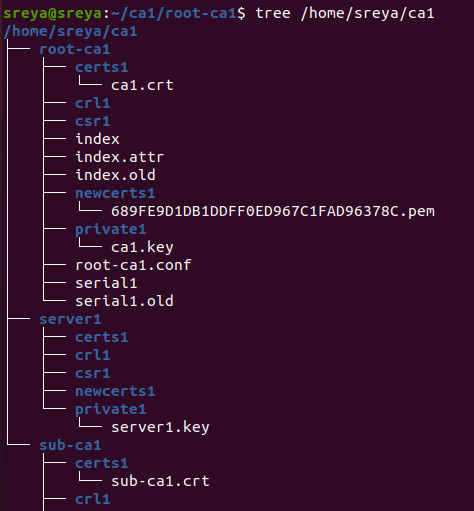 sreya@sreya:~/ca1/root-ca1$ tree /home/sreya/ca1
/home/sreya/ca1
├── root-ca1
│   ├── certs1
│   │   └── ca1.crt
│   ├── crl1
│   ├── csr1
│   ├── index
│   ├── index.attr
│   ├── index.old
│   ├── newcerts1
│   │   └── 689FE9D1DB1DDFF0ED967C1FAD96378C.pem
│   ├── private1
│   │   └── ca1.key
│   ├── root-ca1.conf
│   ├── serial1
│   └── serial1.old
├── server1
│   ├── certs1
│   ├── crl1
│   ├── csr1
│   ├── newcerts1
│   └── private1
│       └── server1.key
└── sub-ca1
    ├── certs1
    │   └── sub-ca1.crt
    ├── crl1